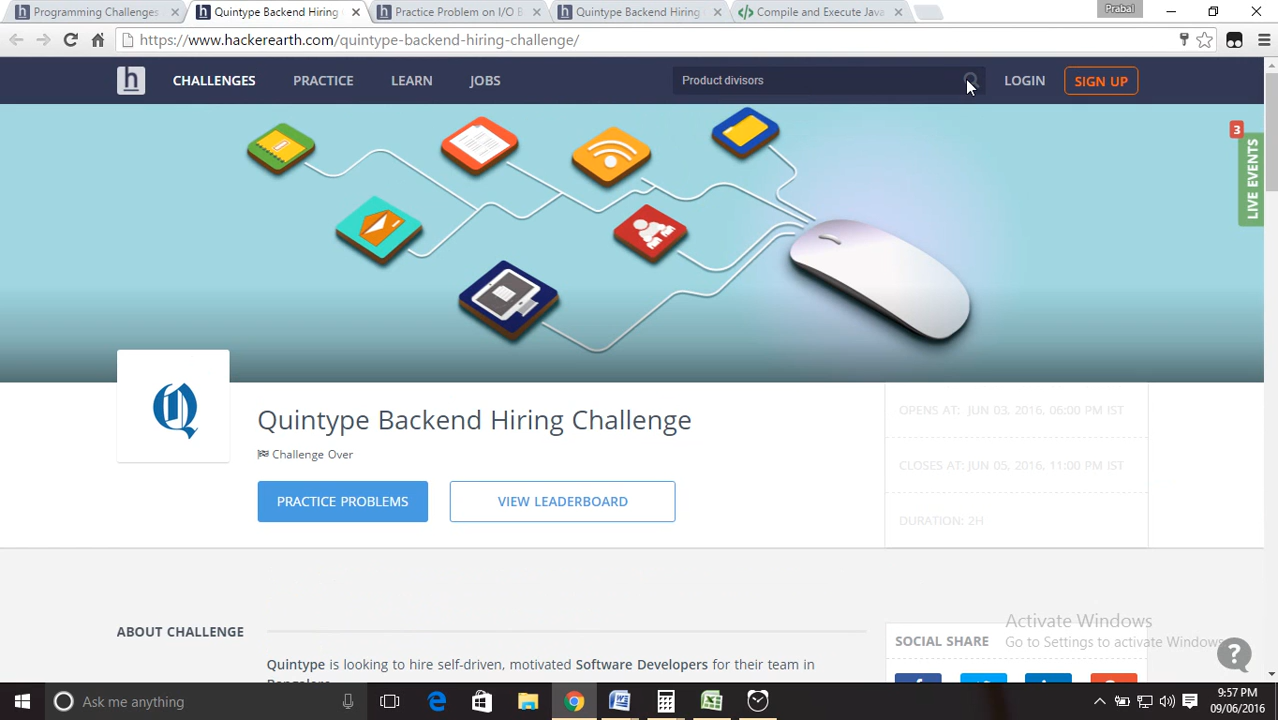 Programming Challenges
Quintype Backend Hiring
Practice Problem on I/O B
Quintype Backend Hiring
Compile and Execute Java
Prabal
https://www.hackerearth.com/quintype-backend-hiring-challenge/
h
CHALLENGES
PRACTICE
LEARN
JOBS
Product divisors
LOGIN
SIGN UP
3
LIVE EVENTS
Q
Quintype Backend Hiring Challenge
Challenge Over
PRACTICE PROBLEMS
VIEW LEADERBOARD
OPENS AT: JUN 03, 2016, 06:00 PM IST
CLOSES AT: JUN 05, 2016, 11:00 PM IST
DURATION: 2H
ABOUT CHALLENGE
Quintype is looking to hire self-driven, motivated Software Developers for their team in
SOCIAL SHARE
Activate Windows
Go to Settings to activate Windows.
?
Ask me anything
9:57 PM
09/06/2016